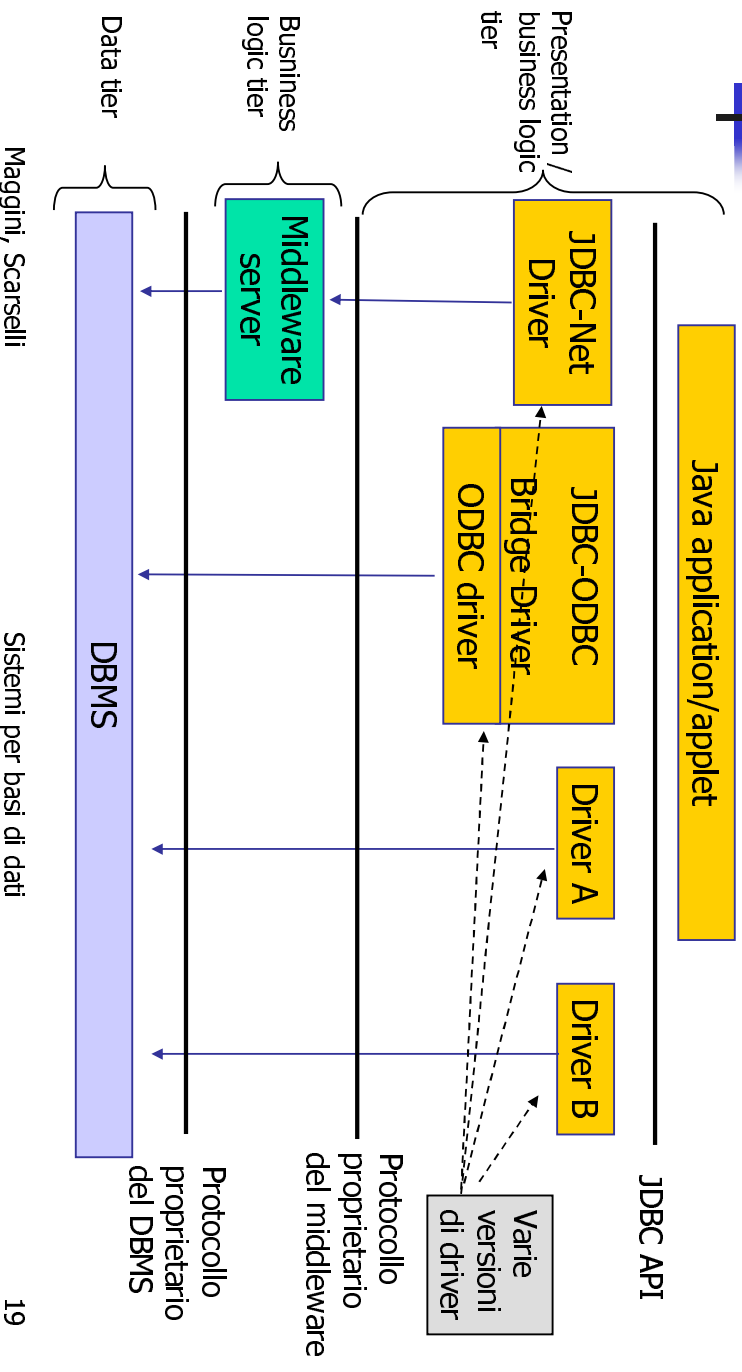 Java application/applet
JDBC API
Presentation /
business logic
tier
JDBC-Net
Driver
JDBC-ODBC
Bridge Driver
ODBC driver
Driver A
Driver B
Varie
versioni
di driver
Protocollo
proprietario
del middleware
Busniness
logic tier
Middleware
server
Protocollo
proprietario
del DBMS
Data tier
DBMS
Maggini, Scarselli
Sistemi per basi di dati
19